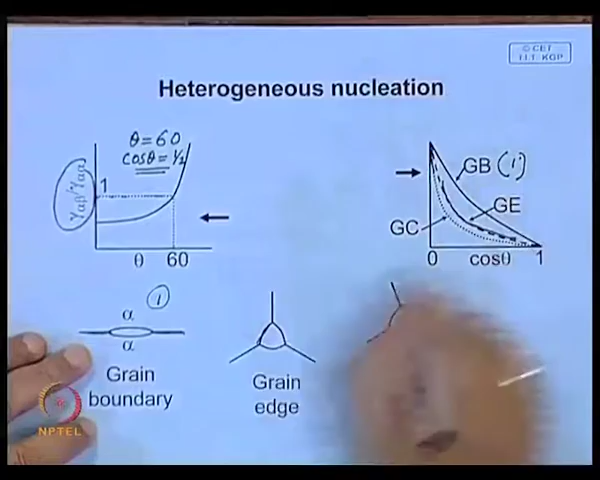 © CET
I.I.T. KGP
Heterogeneous nucleation
θ = 60
cosθ = 1/2
γαβ/γαα
1
θ 60
GB (1)
GE
GC
0 cosθ 1
α
1
α
Grain
boundary
Grain
edge
NPTEL